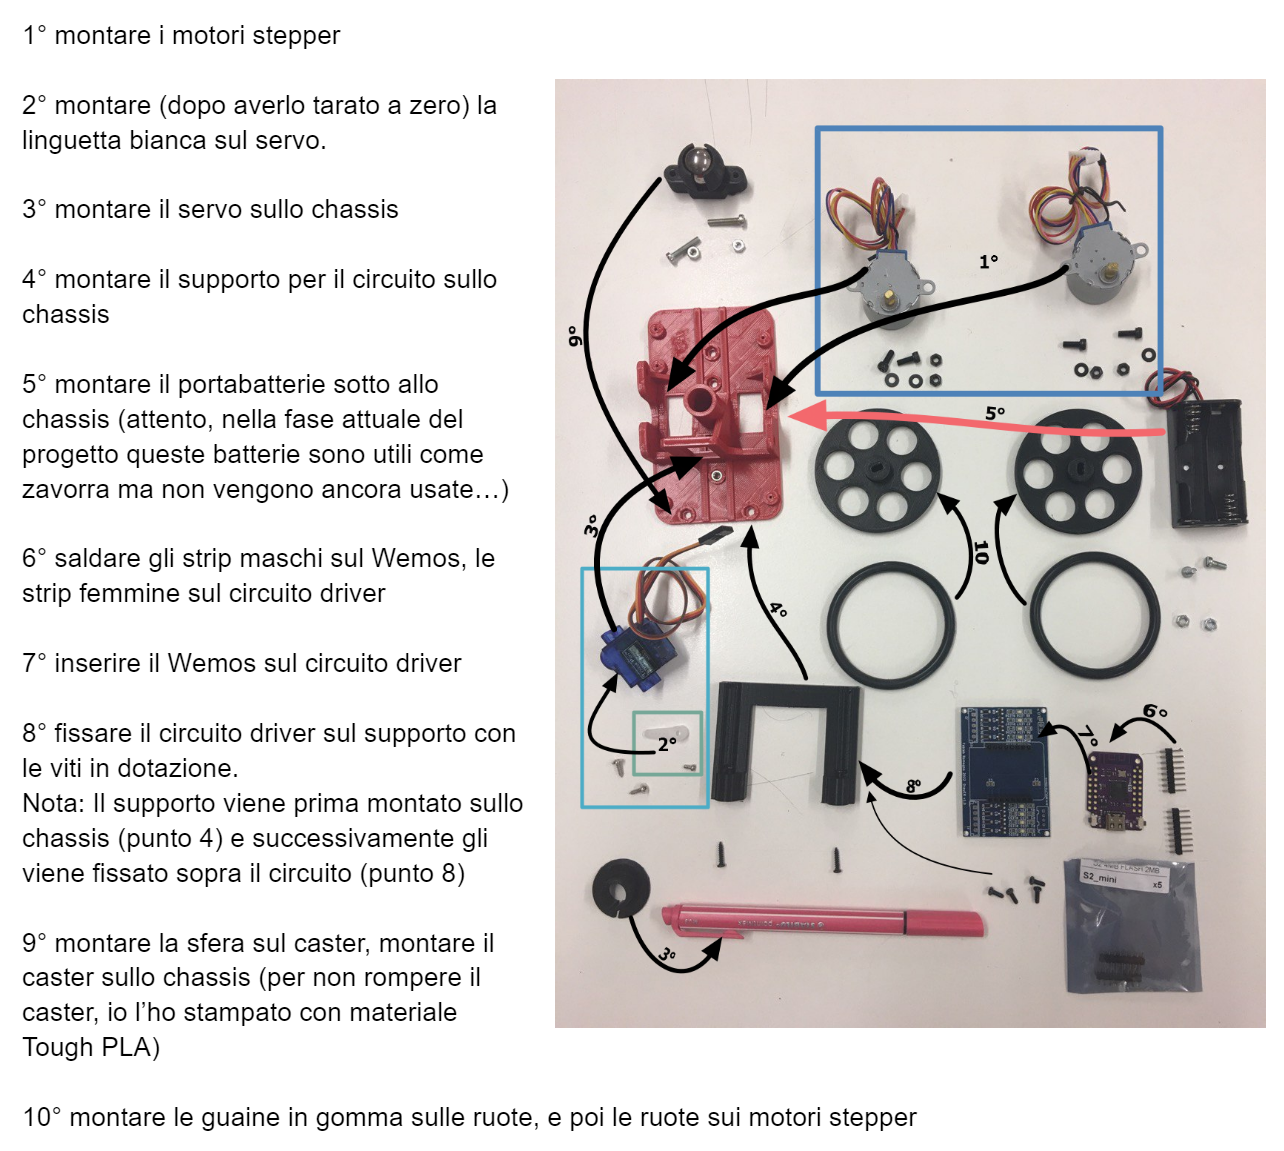 1° montare i motori stepper
2° montare (dopo averlo tarato a zero) la
linguetta bianca sul servo.
3° montare il servo sullo chassis
4° montare il supporto per il circuito sullo
chassis
5° montare il portabatterie sotto allo
chassis (attento, nella fase attuale del
progetto queste batterie sono utili come
zavorra ma non vengono ancora usate…)
6° saldare gli strip maschi sul Wemos, le
strip femmine sul circuito driver
7° inserire il Wemos sul circuito driver
8° fissare il circuito driver sul supporto con
le viti in dotazione.
Nota: Il supporto viene prima montato sullo
chassis (punto 4) e successivamente gli
viene fissato sopra il circuito (punto 8)
9° montare la sfera sul caster, montare il
caster sullo chassis (per non rompere il
caster, io l’ho stampato con materiale
Tough PLA)
10° montare le guaine in gomma sulle ruote, e poi le ruote sui motori stepper
1°
9°
5°
3°
10
4°
2°
6°
7°
8°
3°
FLASH 2MB
S2_mini x5